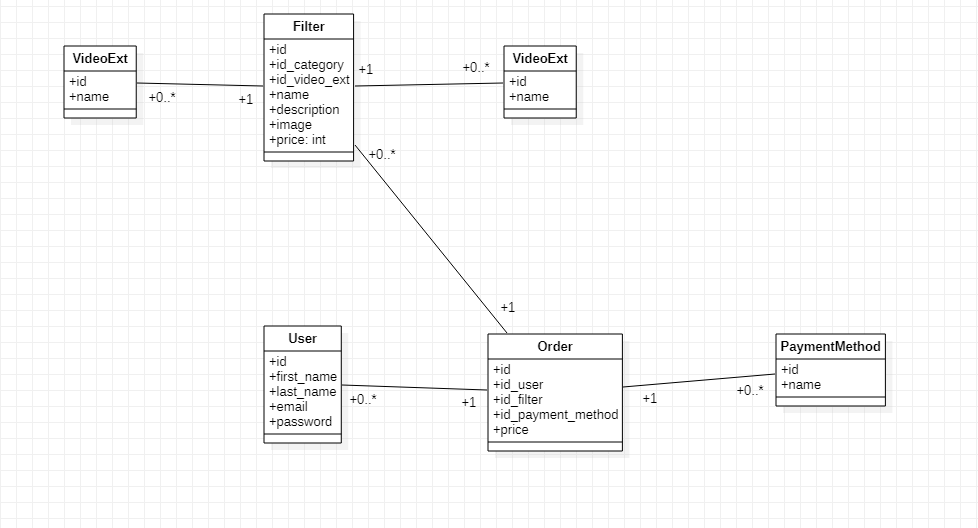 Filter
+id
+id_category
+id_video_ext
+name
+description
+image
+price: int
VideoExt
+id
+name
+0..*
+1
+1
+0..*
VideoExt
+id
+name
+0..*
+1
User
+id
+first_name
+last_name
+email
+password
+0..*
+1
Order
+id
+id_user
+id_filter
+id_payment_method
+price
+1
+0..*
PaymentMethod
+id
+name